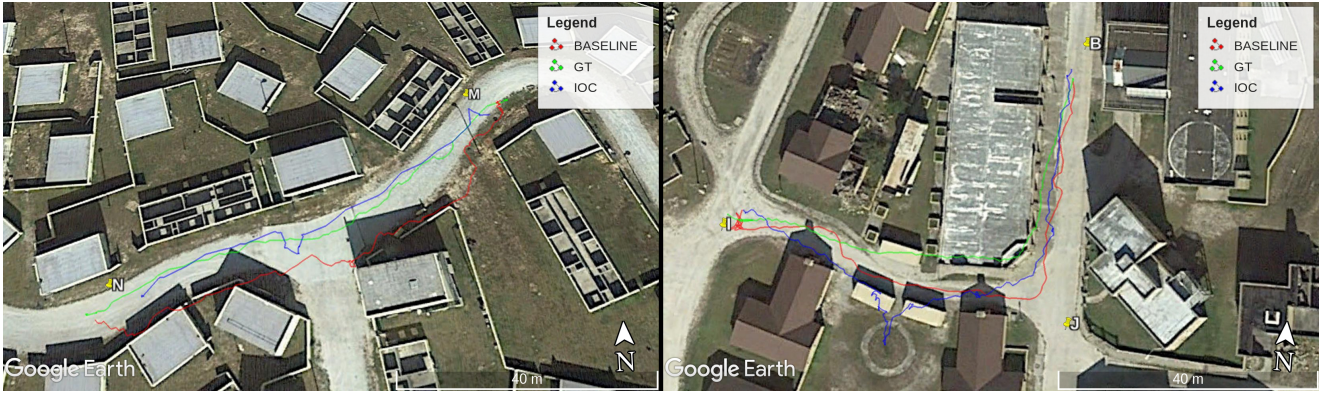 Legend
BASELINE
GT
IOC
M
N
Google Earth
40 m
N
Legend
BASELINE
GT
IOC
B
I
J
Google Earth
40 m
N